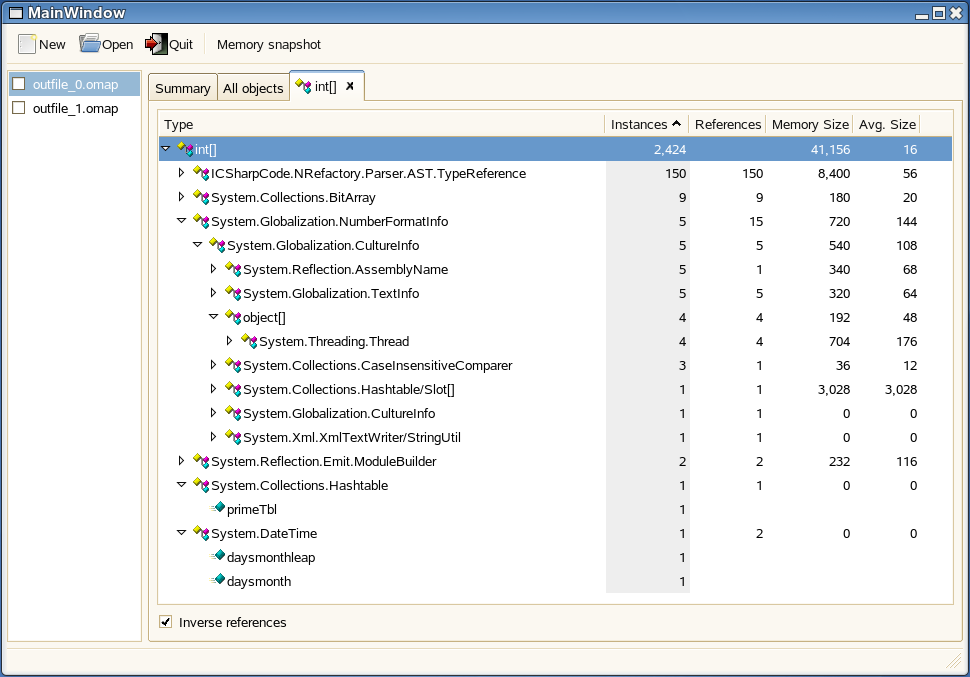 MainWindow
New Open Quit Memory snapshot
outfile_0.omap
outfile_1.omap
Summary All objects int[] x
Type Instances References Memory Size Avg. Size
int[] 2,424 41,156 16
ICSharpCode.NRefactory.Parser.AST.TypeReference 150 150 8,400 56
System.Collections.BitArray 9 9 180 20
System.Globalization.NumberFormatInfo 5 15 720 144
System.Globalization.CultureInfo 5 5 540 108
System.Reflection.AssemblyName 5 1 340 68
System.Globalization.TextInfo 5 5 320 64
object[] 4 4 192 48
System.Threading.Thread 4 4 704 176
System.Collections.CaseInsensitiveComparer 3 1 36 12
System.Collections.Hashtable/Slot[] 1 1 3,028 3,028
System.Globalization.CultureInfo 1 1 0 0
System.Xml.XmlTextWriter/StringUtil 1 1 0 0
System.Reflection.Emit.ModuleBuilder 2 2 232 116
System.Collections.Hashtable 1 1 0 0
primeTbl 1
System.DateTime 1 2 0 0
daysmonthleap 1
daysmonth 1
Inverse references